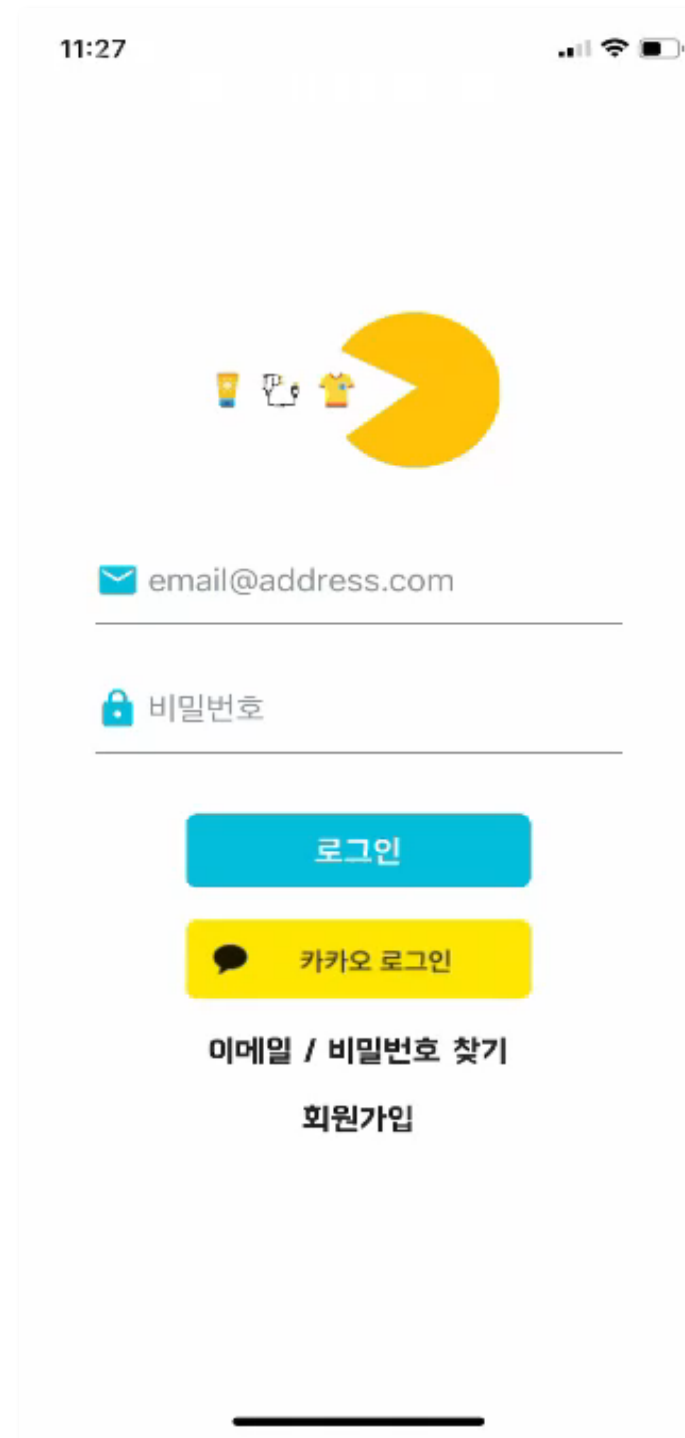 11:27
email@address.com
비밀번호
로그인
카카오 로그인
이메일 / 비밀번호 찾기
회원가입